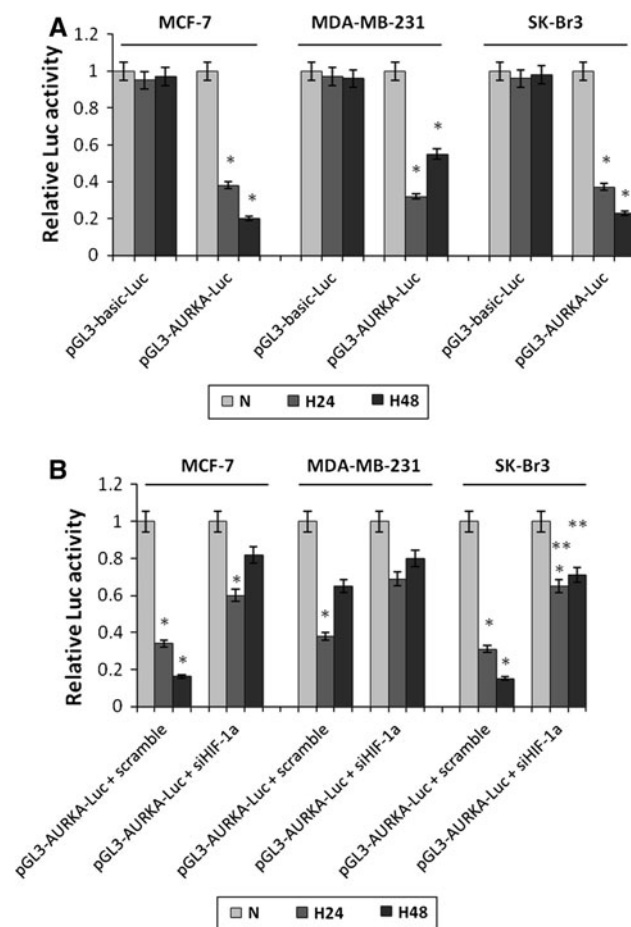 A
MCF-7 MDA-MB-231 SK-Br3
Relative Luc activity
1.2
1
0.8
0.6
0.4
0.2
0
* * * * * *
pGL3-basic-Luc pGL3-AURKA-Luc pGL3-basic-Luc pGL3-AURKA-Luc pGL3-basic-Luc pGL3-AURKA-Luc
N H24 H48
B
MCF-7 MDA-MB-231 SK-Br3
Relative Luc activity
1.2
1
0.8
0.6
0.4
0.2
0
* * * * * * ** * **
pGL3-AURKA-Luc + scramble pGL3-AURKA-Luc + siHIF-1a pGL3-AURKA-Luc + scramble pGL3-AURKA-Luc + siHIF-1a pGL3-AURKA-Luc + scramble pGL3-AURKA-Luc + siHIF-1a
N H24 H48